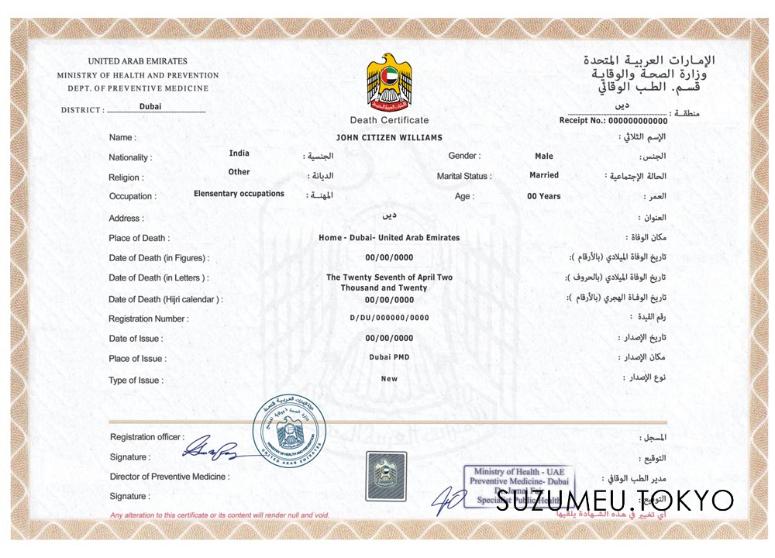 UNITED ARAB EMIRATES
الإمارات العربية المتحدة
MINISTRY OF HEALTH AND PREVENTION
وزارة الصحة والوقاية
DEPT. OF PREVENTIVE MEDICINE
قسم. الطب الوقائي
DISTRICT : Dubai
دبي منطقة :
Death Certificate
Receipt No.: 000000000000
Name : JOHN CITIZEN WILLIAMS الإسم الثلاثي :
Nationality : India الجنسية : Gender : Male الجنس:
Religion : Other الديانة : Marital Status : Married الحالة الإجتماعية :
Occupation : Elensentary occupations المهنة : Age : 00 Years العمر :
Address : دبي العنوان :
Place of Death : Home - Dubai- United Arab Emirates مكان الوفاة :
Date of Death (in Figures) : 00/00/0000 تاريخ الوفاة الميلادي (بالأرقام ):
Date of Death (in Letters ) : The Twenty Seventh of April Two تاريخ الوفاة الميلادي (بالحروف ):
Thousand and Twenty
Date of Death (Hijri calendar ) : 00/00/0000 تاريخ الوفاة الهجري (بالأرقام ):
Registration Number : D/DU/000000/0000 رقم القيدة :
Date of Issue : 00/00/0000 تاريخ الإصدار :
Place of Issue : Dubai PMD مكان الإصدار :
Type of Issue : New نوع الإصدار :
Registration officer : المسجل :
Signature : التوقيع :
Director of Preventive Medicine : مدير الطب الوقائي :
Signature : التوقيع :
Ministry of Health - UAE
Preventive Medicine- Dubai
Specialist Public Health
SUZUMEU.TOKYO
Any alteration to this certificate or its content will render null and void.
أي تغيير في هذه الشهادة يلغيها
UNITED ARAB EMIRATES